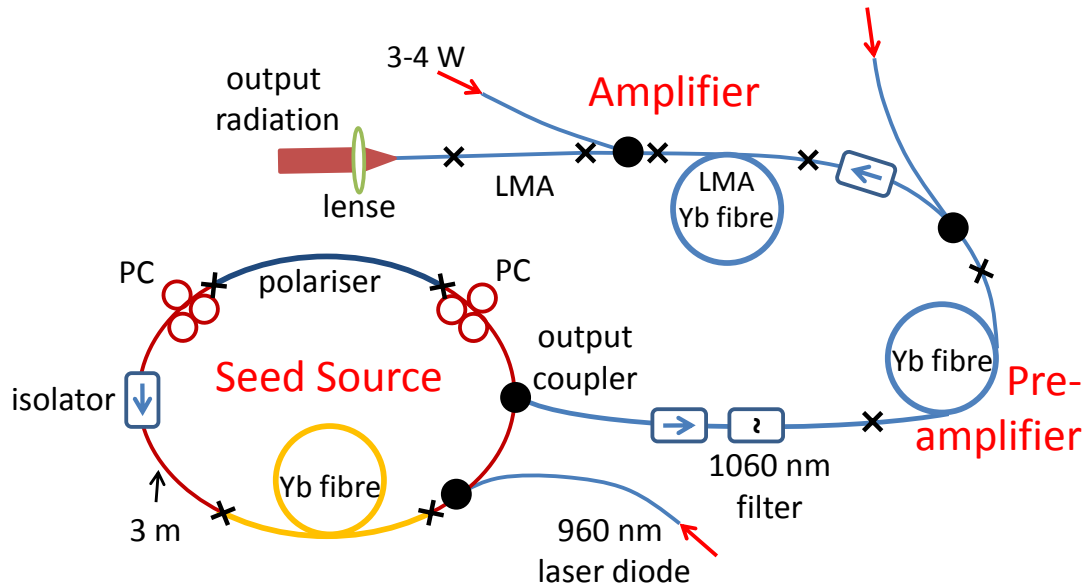 3-4 W
output
radiation
Amplifier
LMA
lense
LMA
Yb fibre
PC
polariser
PC
isolator
Seed Source
output
coupler
Yb fibre
Pre-
amplifier
1060 nm
filter
~
Yb fibre
3 m
960 nm
laser diode